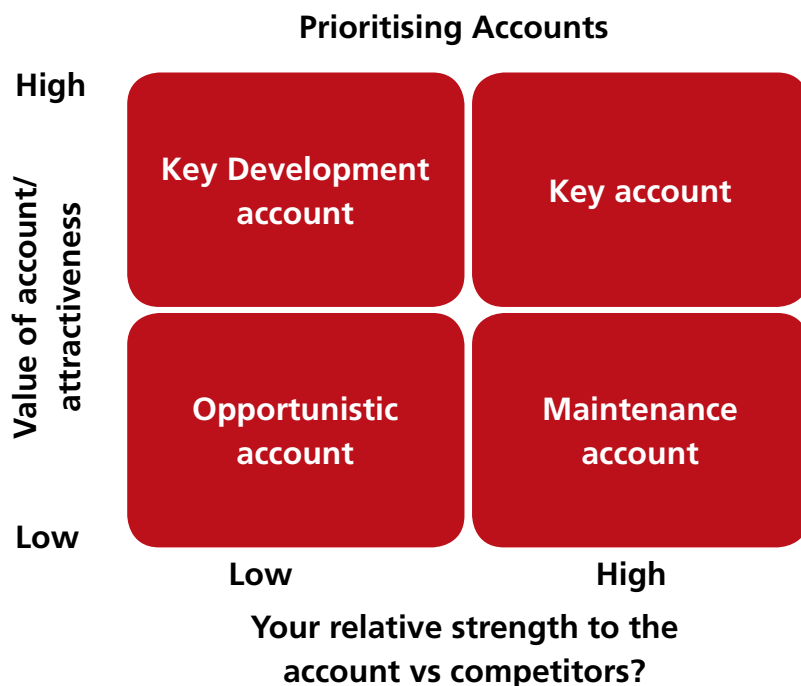 Prioritising Accounts
High
Value of account/
attractiveness
Key Development
account
Key account
Opportunistic
account
Maintenance
account
Low
Low
High
Your relative strength to the
account vs competitors?